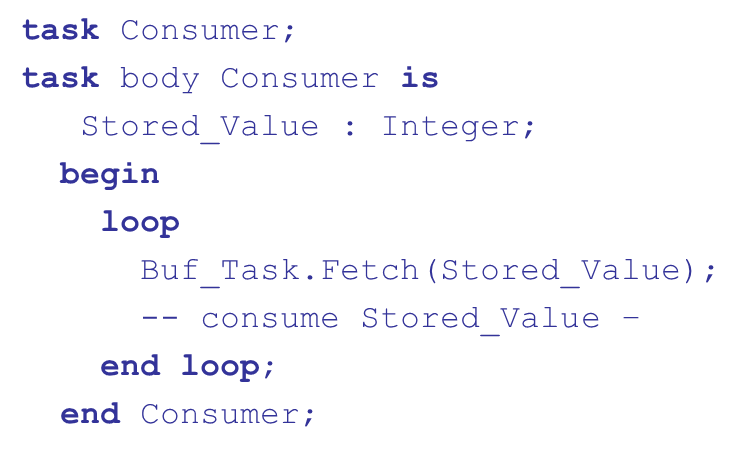 task Consumer;
task body Consumer is
   Stored_Value : Integer;
  begin
    loop
      Buf_Task.Fetch(Stored_Value);
      -- consume Stored_Value –
    end loop;
  end Consumer;